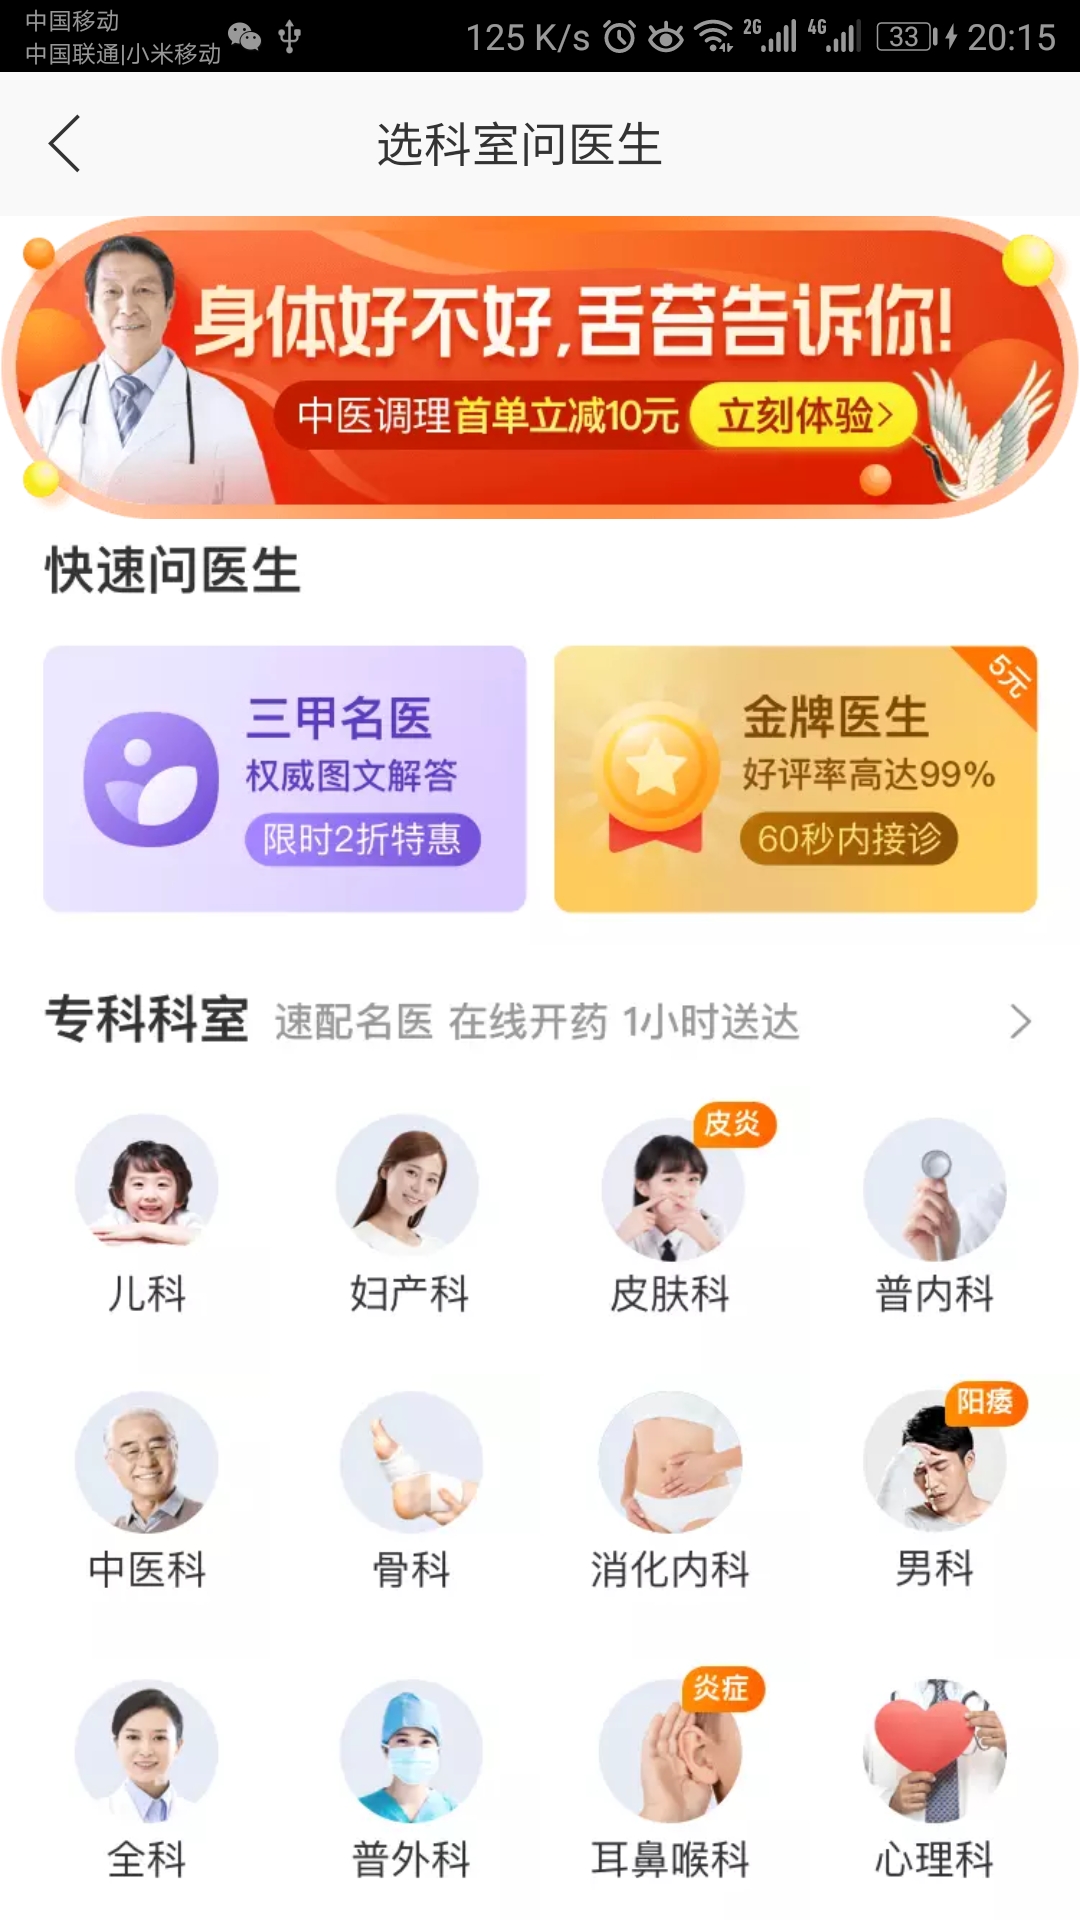 中国移动
中国联通|小米移动
125 K/s
2G
4G
33
20:15
选科室问医生
身体好不好,舌苔告诉你!
中医调理首单立减10元
立刻体验>
快速问医生
三甲名医
权威图文解答
限时2折特惠
5元
金牌医生
好评率高达99%
60秒内接诊
专科科室
速配名医 在线开药 1小时送达
皮炎
儿科
妇产科
皮肤科
普内科
阳痿
中医科
骨科
消化内科
男科
炎症
全科
普外科
耳鼻喉科
心理科